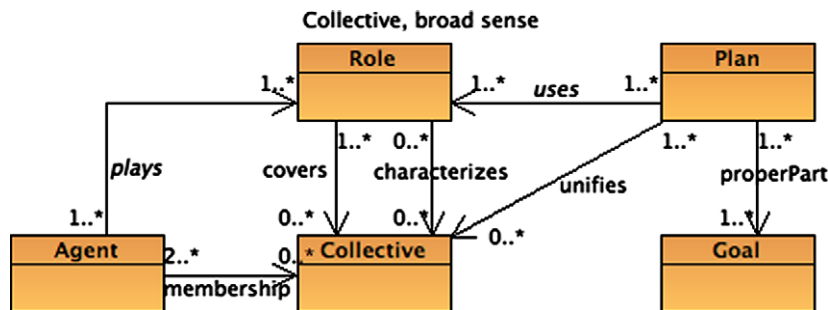 Collective, broad sense
Role
Plan
1..*
1..*
uses
1..*
1..*
0..*
1..*
1..*
plays
covers
characterizes
unifies
properPart
1..*
0..*
0..*
0..*
1..*
Agent
2..*
0..*
Collective
Goal
membership